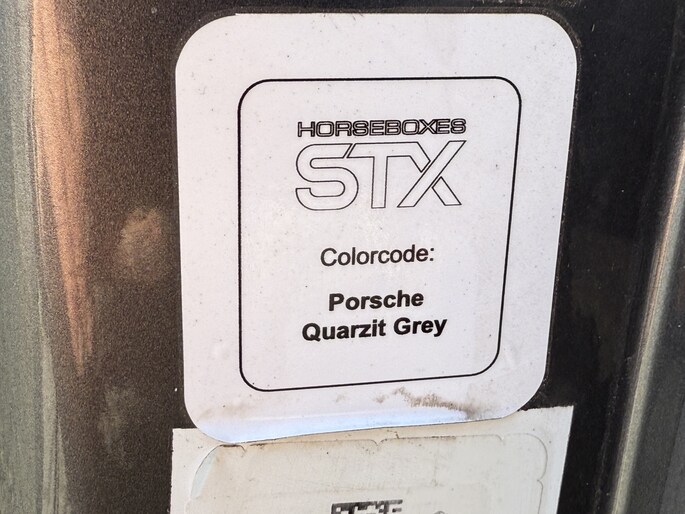 HORSEBOXES
STX
Colorcode:
Porsche
Quarzit Grey